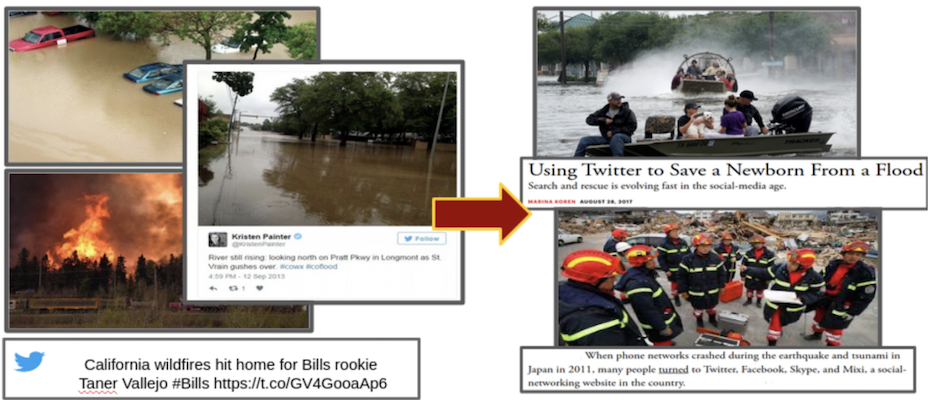 Kristen Painter
@KristenPainter
Follow
River still rising: looking north on Pratt Pkwy in Longmont as St.
Vrain gushes over. #cowx #coflood
4:59 PM - 12 Sep 2013
1
California wildfires hit home for Bills rookie
Taner Vallejo #Bills https://t.co/GV4GooaAp6
Using Twitter to Save a Newborn From a Flood
Search and rescue is evolving fast in the social-media age.
MARINA KOREN AUGUST 28, 2017
When phone networks crashed during the earthquake and tsunami in
Japan in 2011, many people turned to Twitter, Facebook, Skype, and Mixi, a social-
networking website in the country.